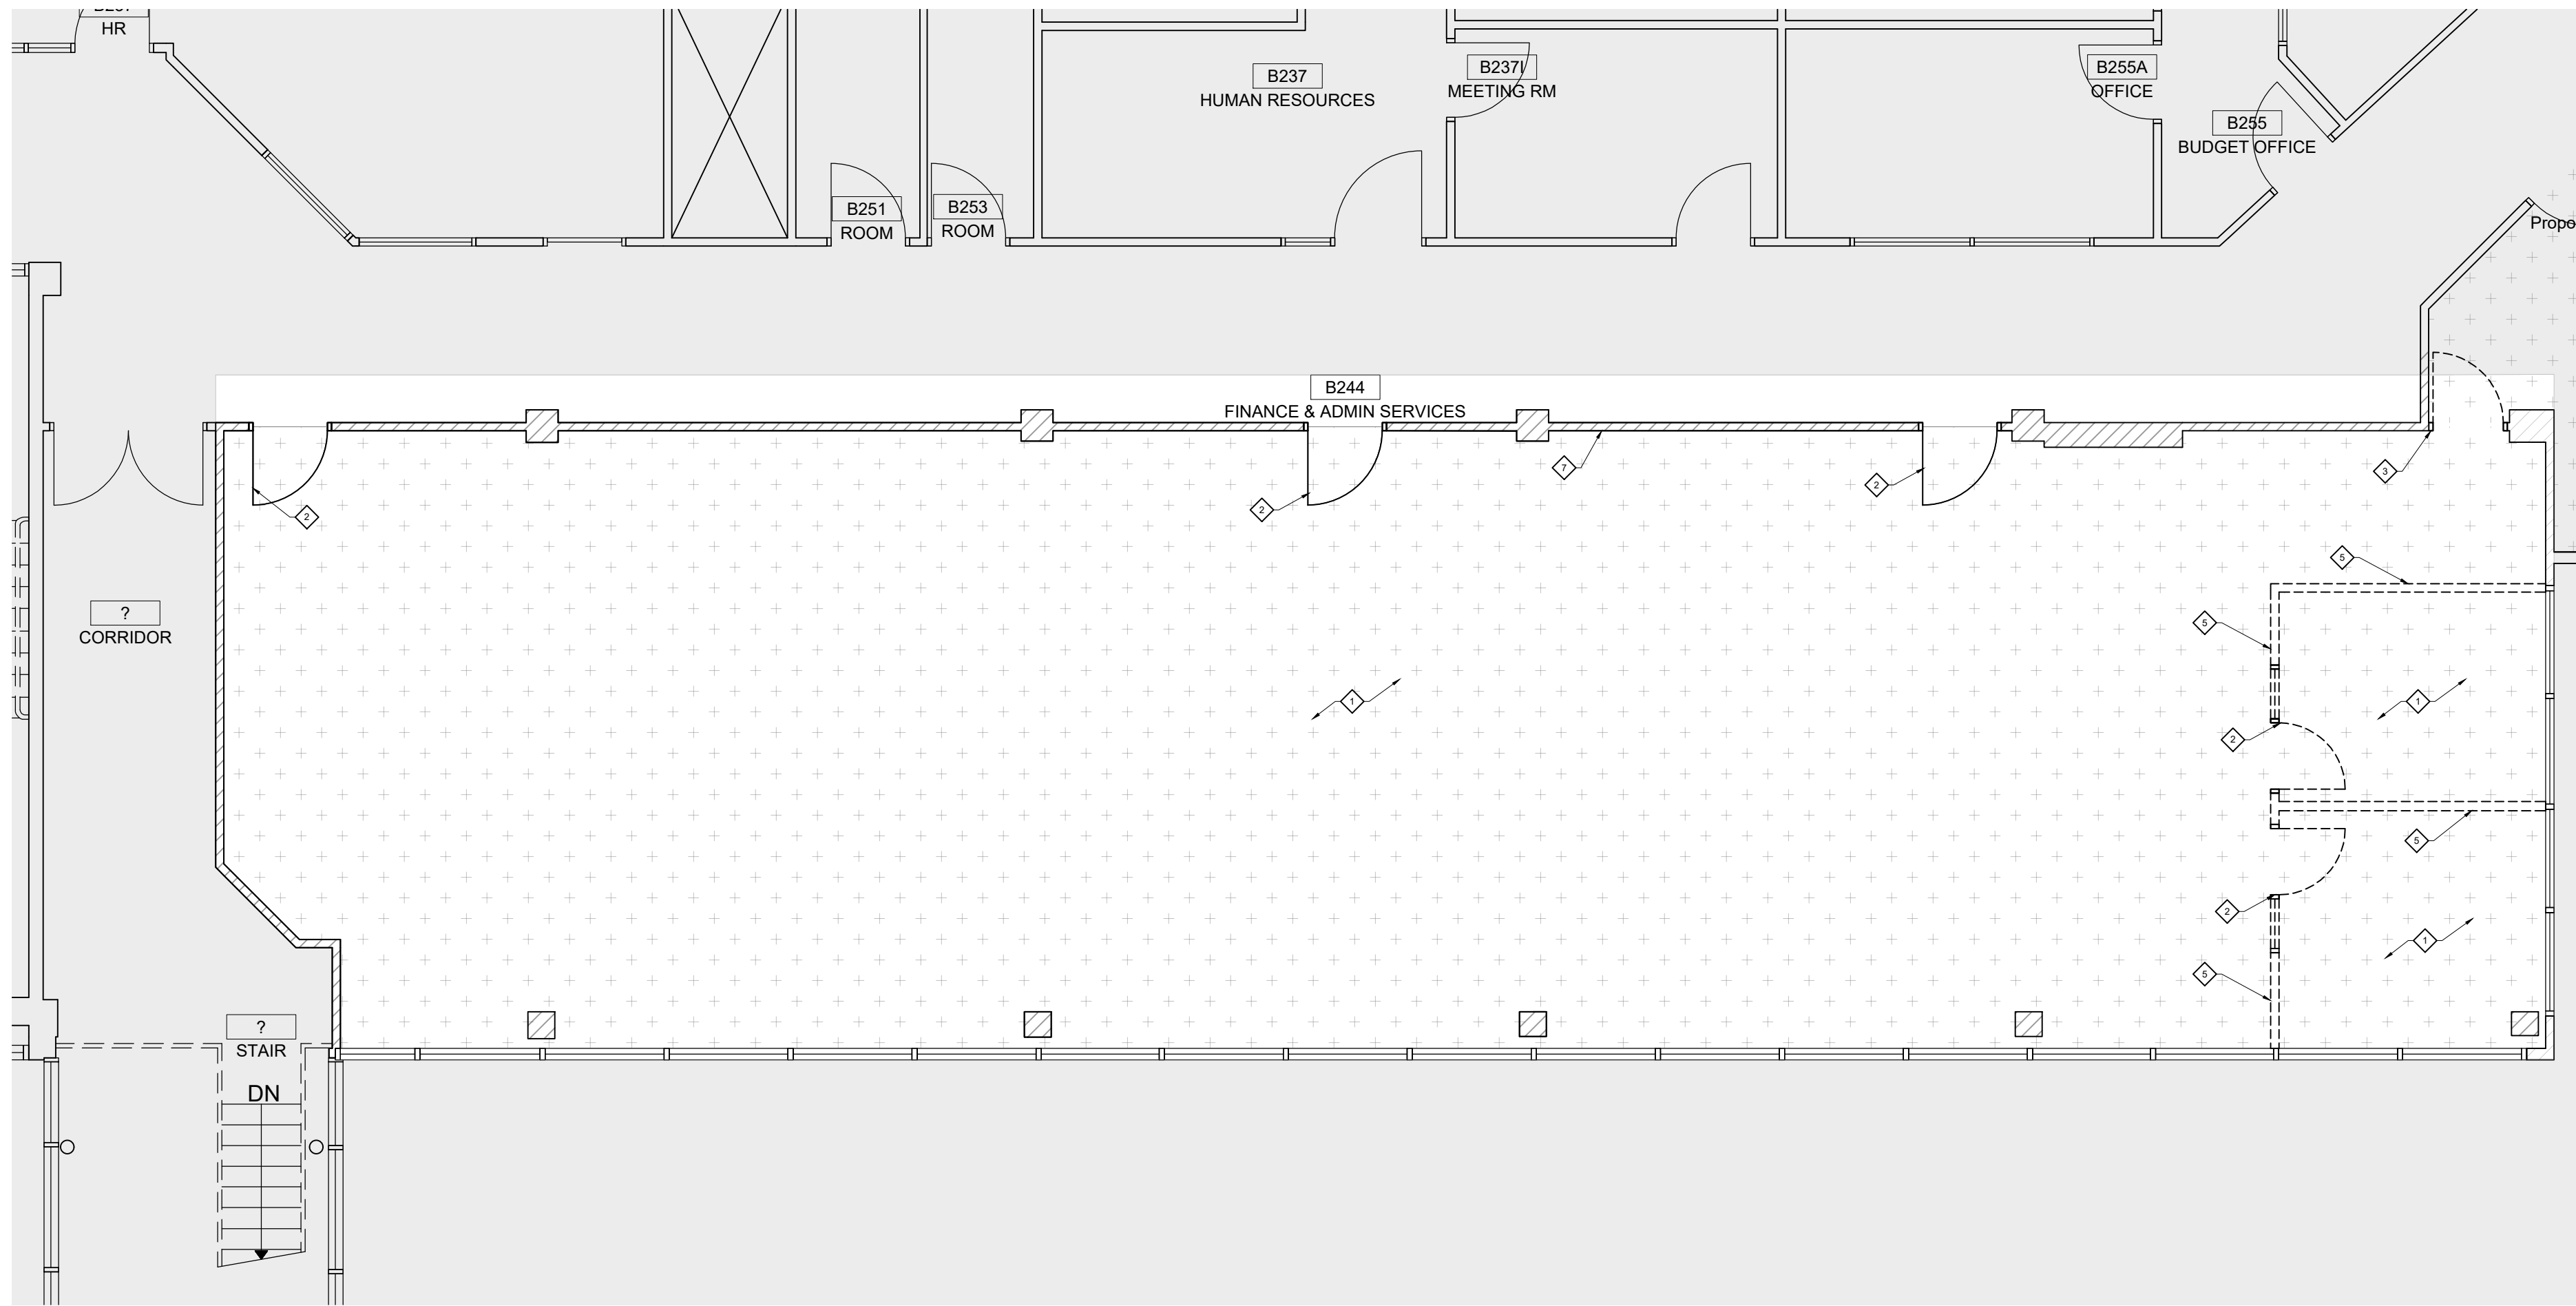 HR
B237
HUMAN RESOURCES
B237I
MEETING RM
B255A
OFFICE
B255
BUDGET OFFICE
B251
ROOM
B253
ROOM
B244
FINANCE & ADMIN SERVICES
2
2
7
2
3
5
?
CORRIDOR
5
1
1
2
5
2
1
5
?
STAIR
DN